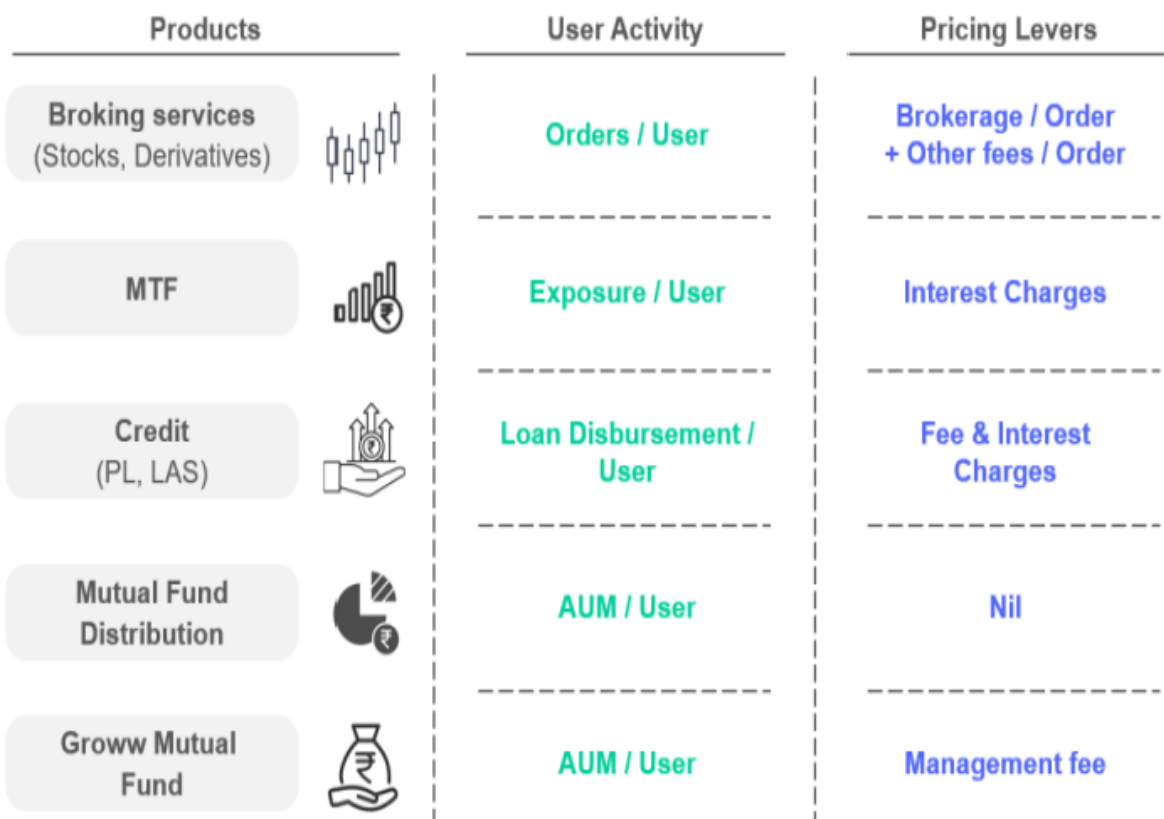 Products
User Activity
Pricing Levers
Broking services
(Stocks, Derivatives)
Orders / User
Brokerage / Order
+ Other fees / Order
MTF
₹
Exposure / User
Interest Charges
Credit
(PL, LAS)
₹
Loan Disbursement /
User
Fee & Interest
Charges
Mutual Fund
Distribution
₹
AUM / User
Nil
Groww Mutual
Fund
₹
AUM / User
Management fee